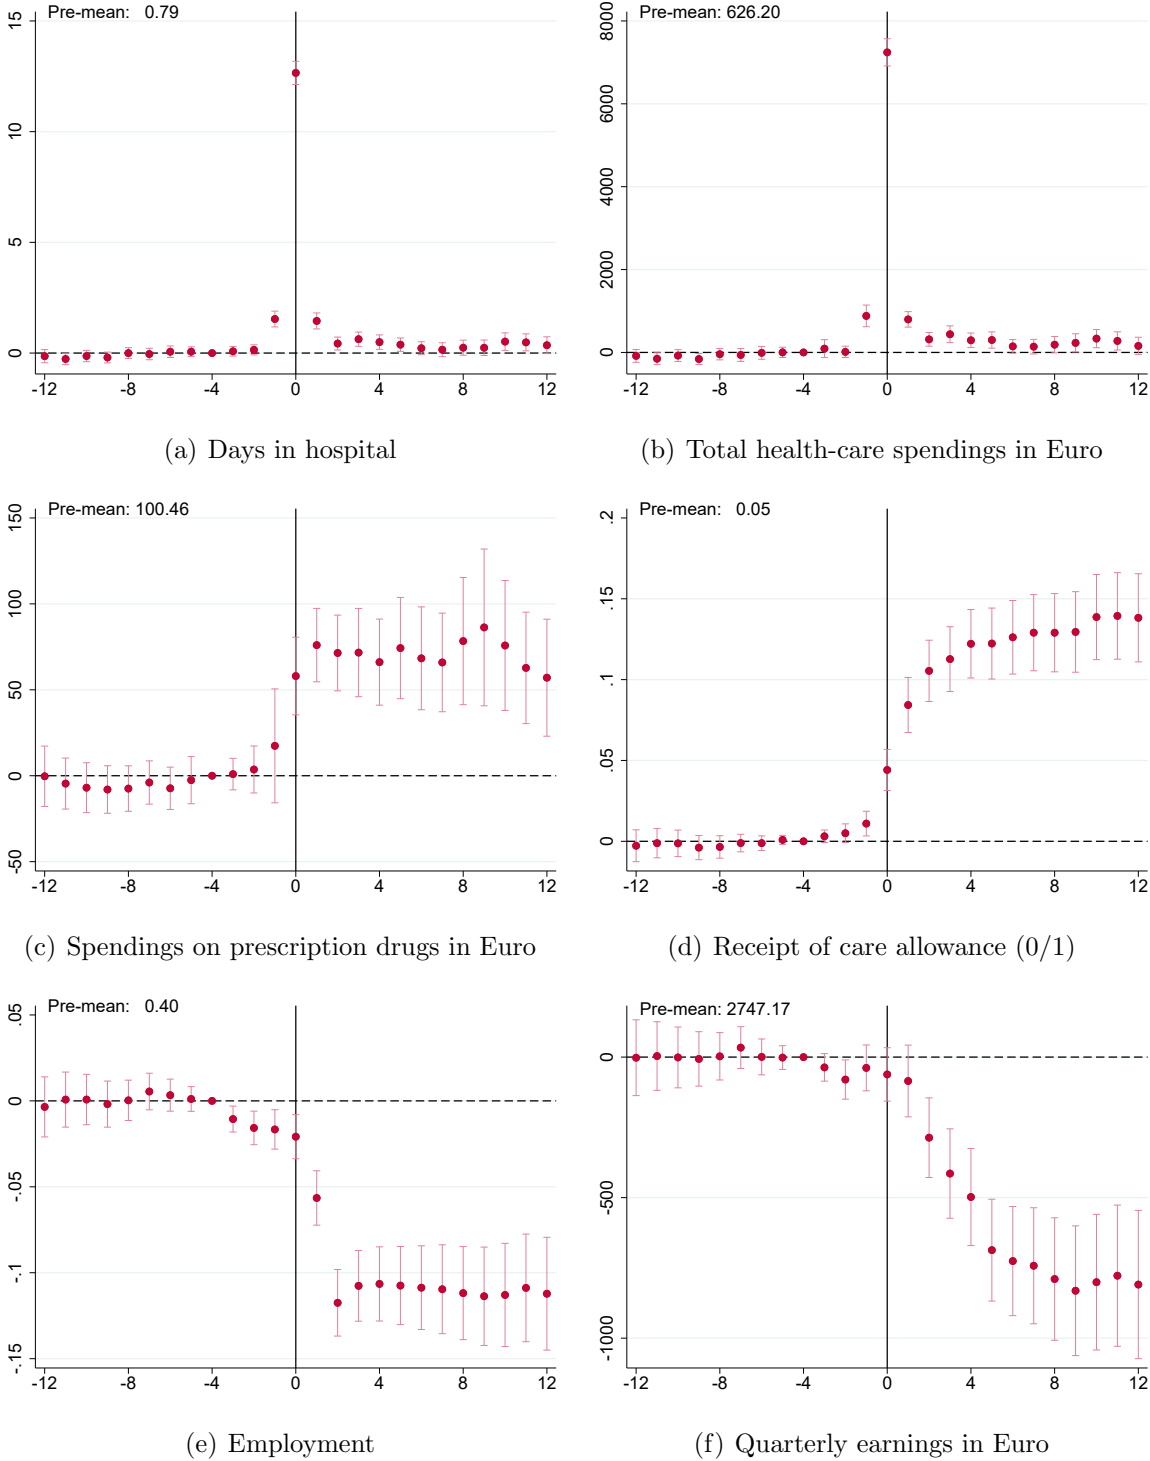 Pre-mean: 0.79
15
10
5
0
-12 -8 -4 0 4 8 12
(a) Days in hospital
Pre-mean: 626.20
8000
6000
4000
2000
0
-12 -8 -4 0 4 8 12
(b) Total health-care spendings in Euro
Pre-mean: 100.46
150
100
50
0
-50
-12 -8 -4 0 4 8 12
(c) Spendings on prescription drugs in Euro
Pre-mean: 0.05
.2
.15
.1
.05
0
-12 -8 -4 0 4 8 12
(d) Receipt of care allowance (0/1)
Pre-mean: 0.40
.05
0
-.05
-.1
-.15
-12 -8 -4 0 4 8 12
(e) Employment
Pre-mean: 2747.17
0
-500
-1000
-12 -8 -4 0 4 8 12
(f) Quarterly earnings in Euro